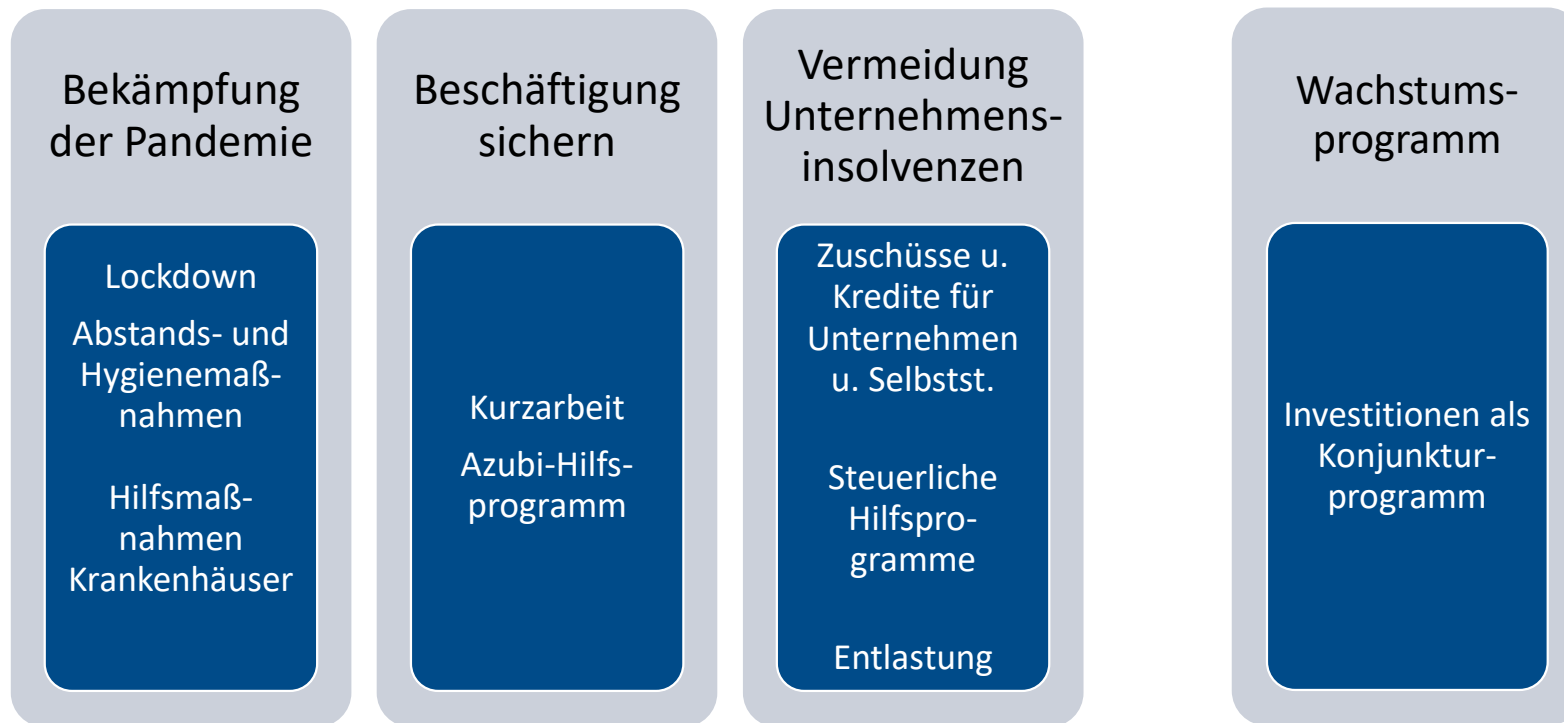 Bekämpfung
der Pandemie
Lockdown
Abstands- und
Hygienemaß-
nahmen
Hilfsmaß-
nahmen
Krankenhäuser
Beschäftigung
sichern
Kurzarbeit
Azubi-Hilfs-
programm
Vermeidung
Unternehmens-
insolvenzen
Zuschüsse u.
Kredite für
Unternehmen
u. Selbstst.
Steuerliche
Hilfspro-
gramme
Entlastung
Wachstums-
programm
Investitionen als
Konjunktur-
programm